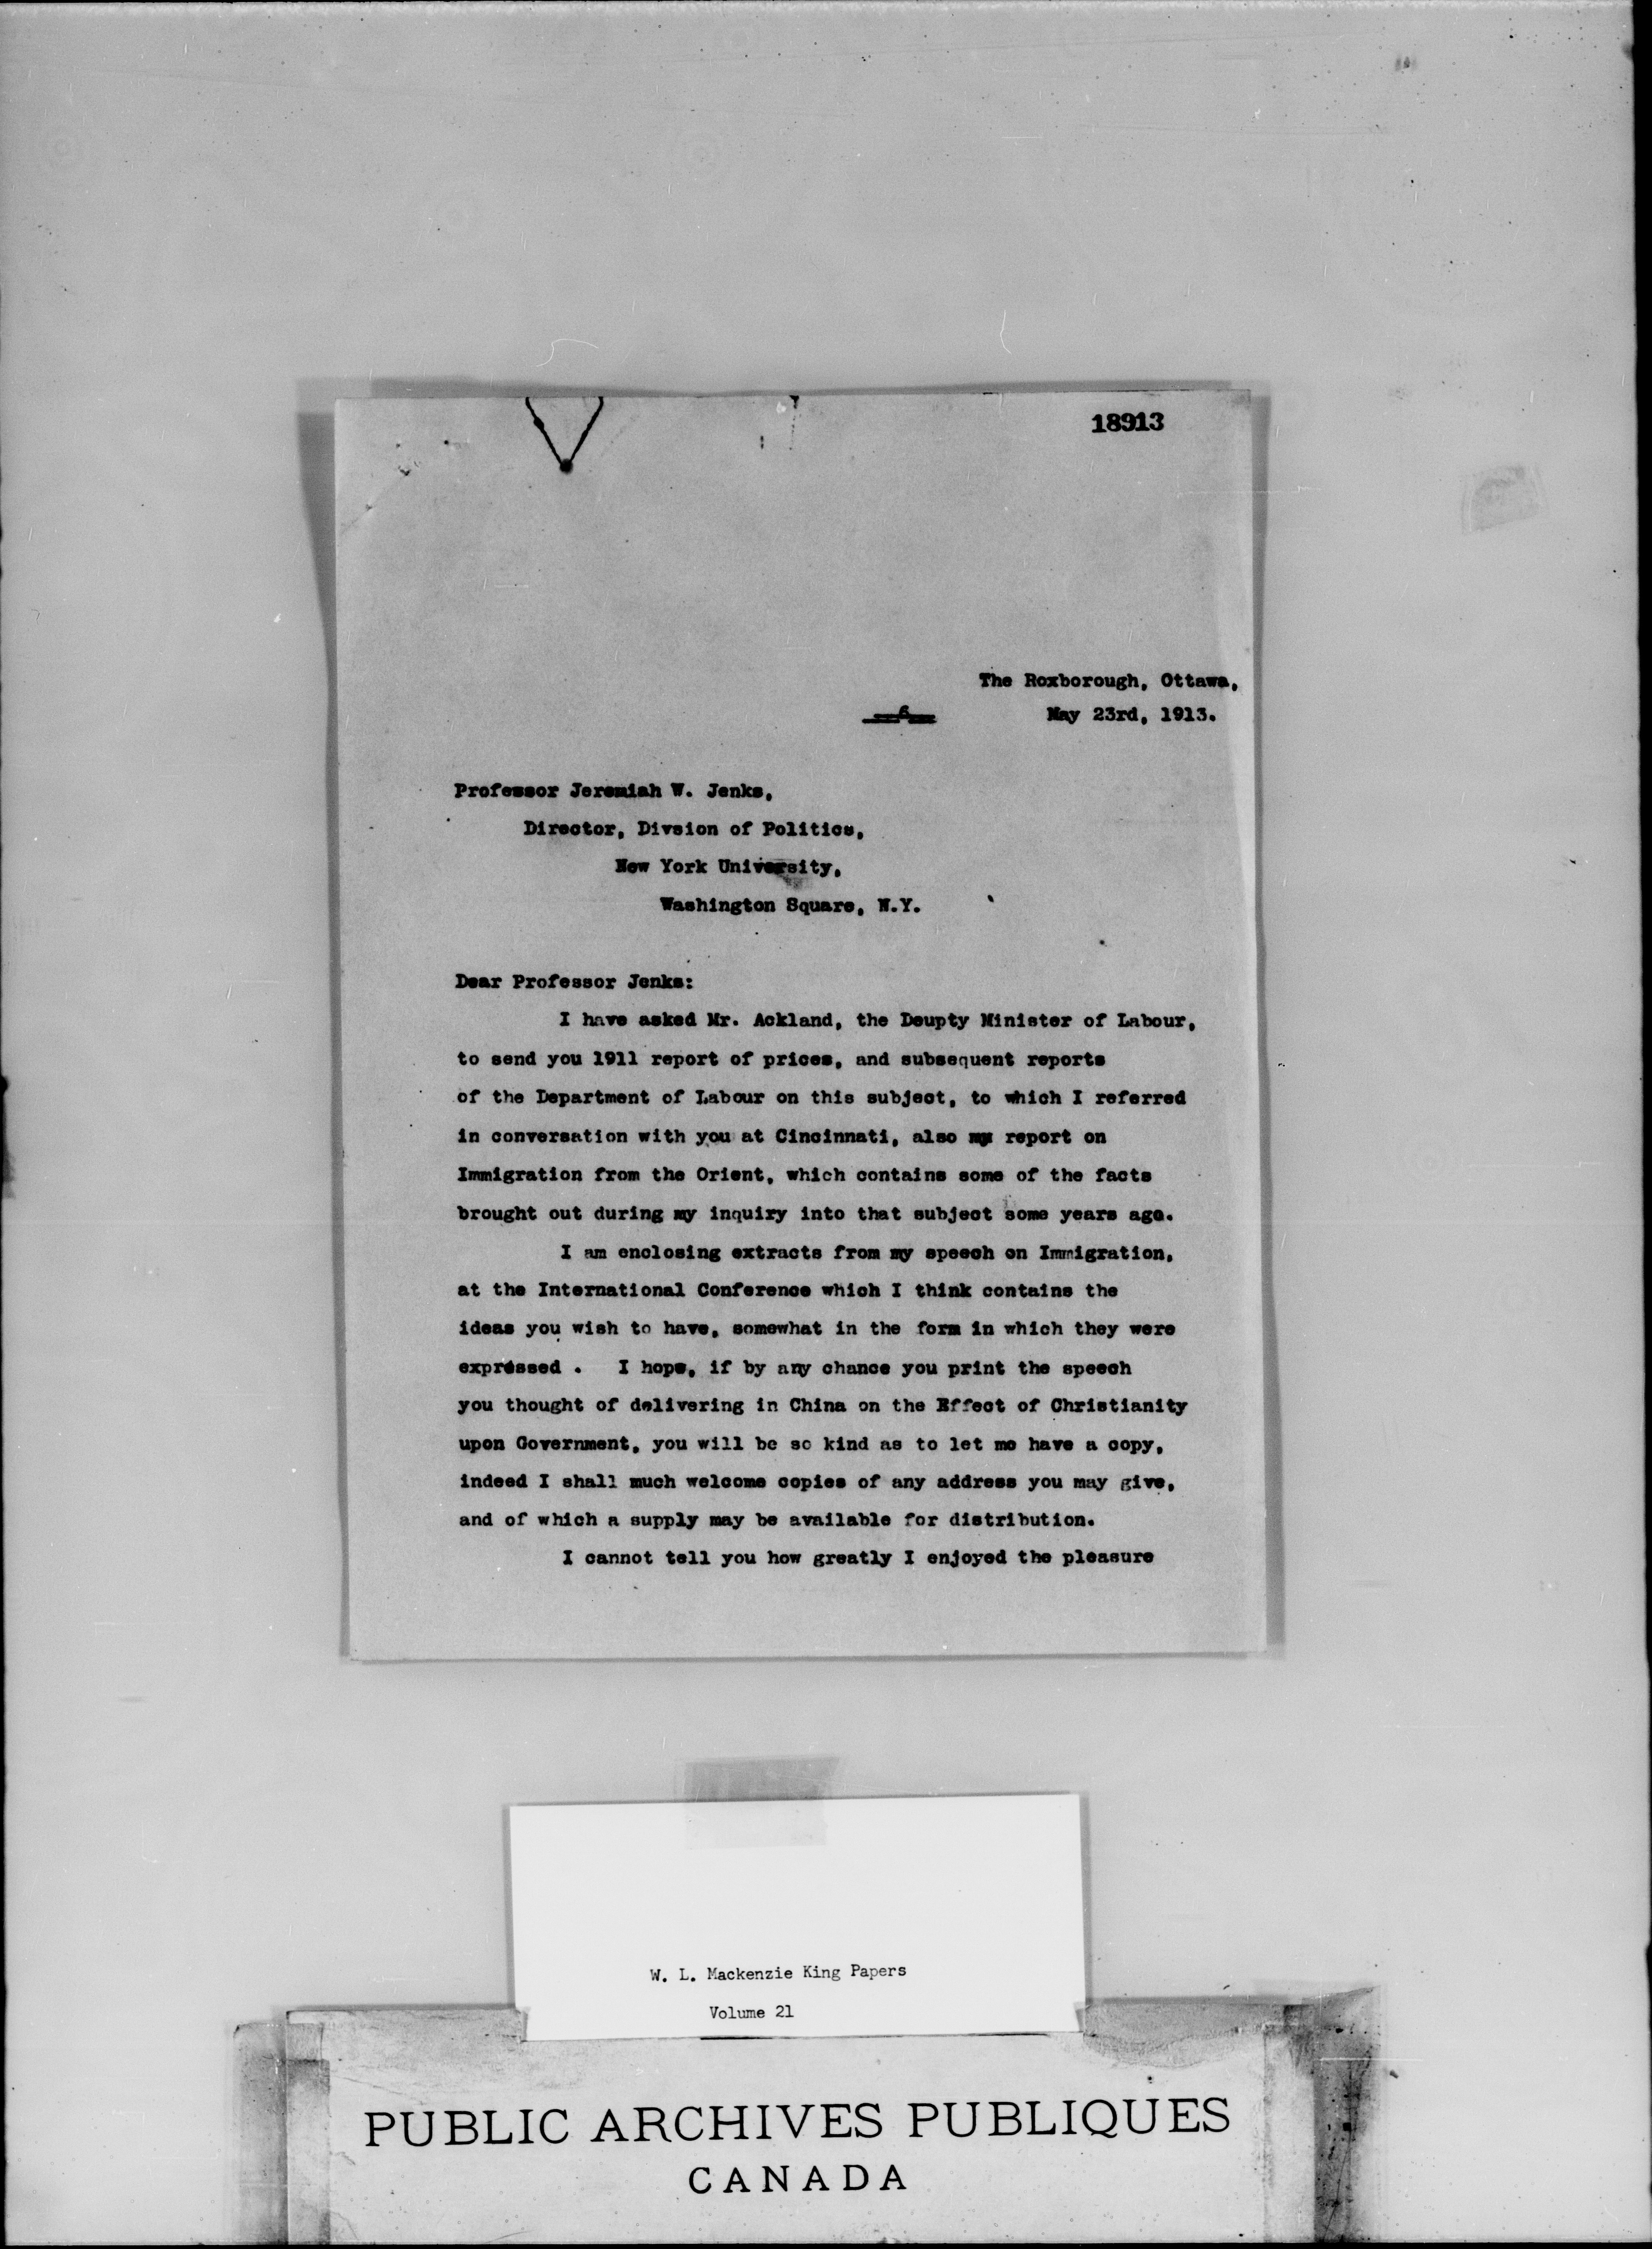 18913
The Roxborough, Ottawa,
May 23rd, 1913.
Professor Jeremiah W. Jenks,
Director, Divsion of Politics,
New York University,
Washington Square, N.Y.
Dear Professor Jenks:
I have asked Mr. Ackland, the Deupty Minister of Labour,
to send you 1911 report of prices, and subsequent reports
of the Department of Labour on this subject, to which I referred
in conversation with you at Cincinnati, also my report on
Immigration from the Orient, which contains some of the facts
brought out during my inquiry into that subject some years ago.
I am enclosing extracts from my speech on Immigration,
at the International Conference which I think contains the
ideas you wish to have, somewhat in the form in which they were
expressed . I hope, if by any chance you print the speech
you thought of delivering in China on the Effect of Christianity
upon Government, you will be so kind as to let me have a copy,
indeed I shall much welcome copies of any address you may give,
and of which a supply may be available for distribution.
I cannot tell you how greatly I enjoyed the pleasure
W. L. Mackenzie King Papers
Volume 21
PUBLIC ARCHIVES PUBLIQUES
CANADA